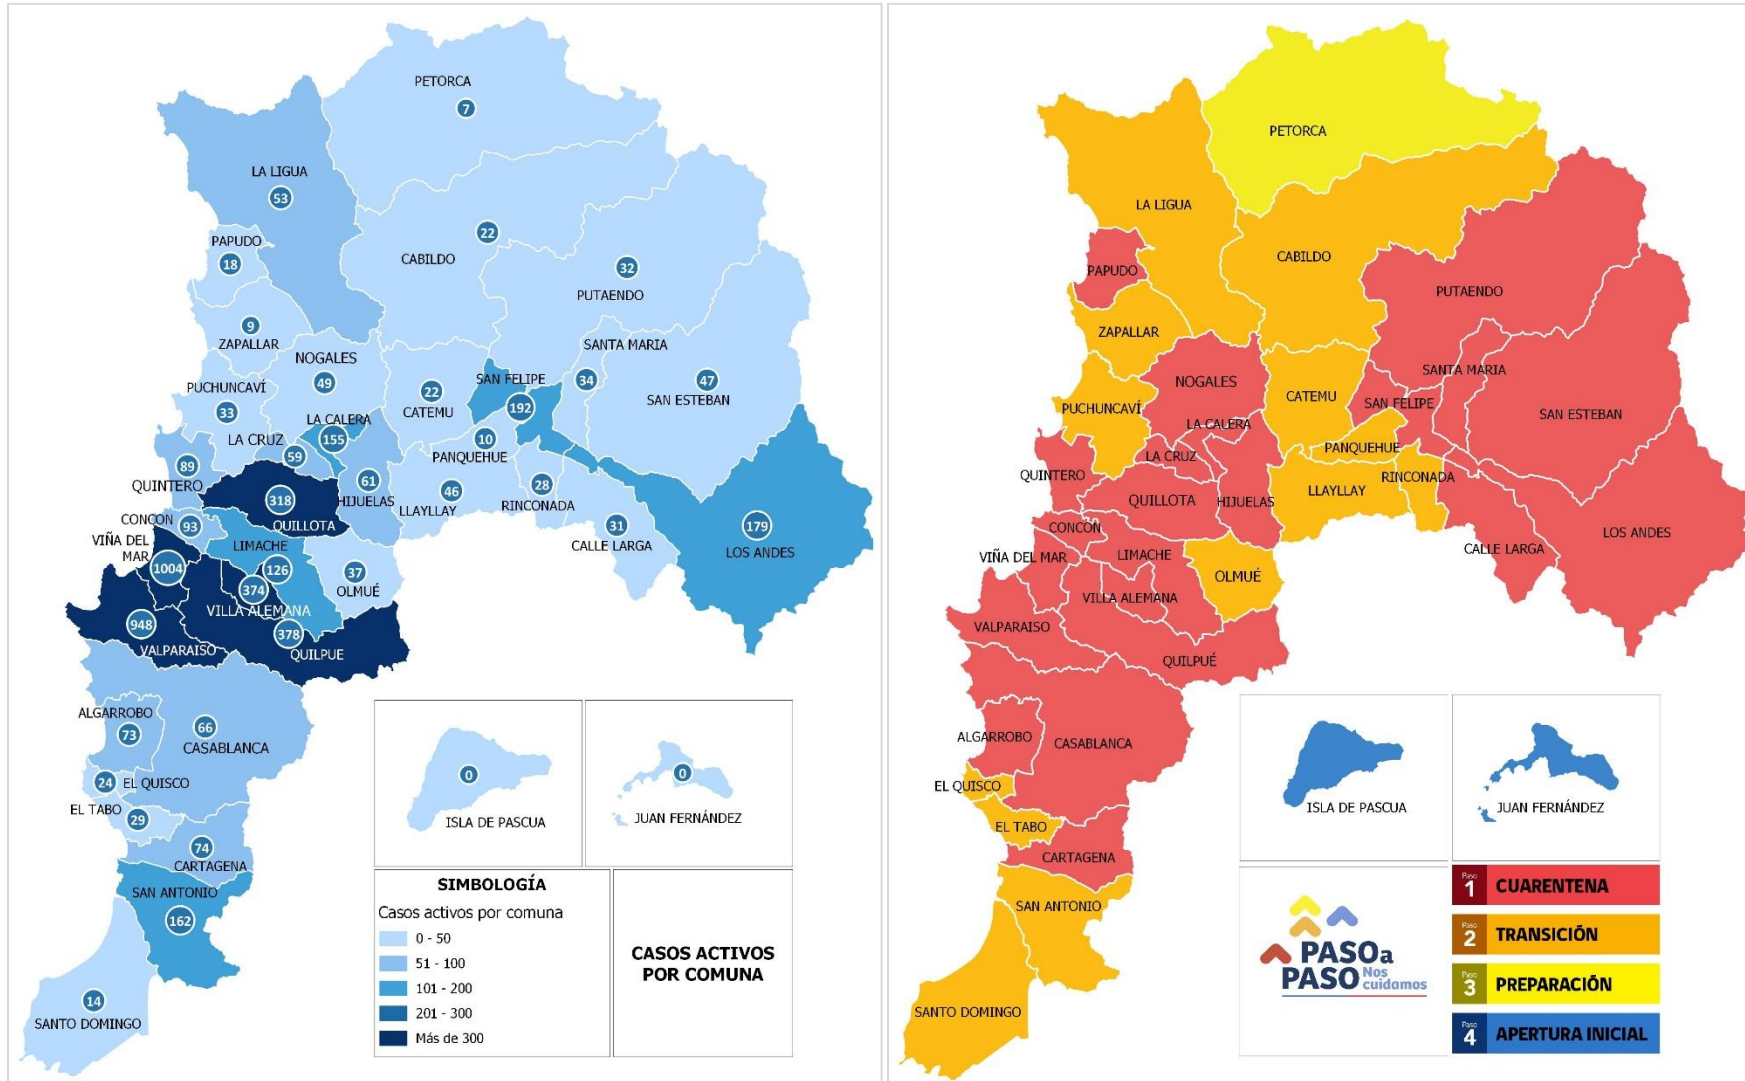 PETORCA
7
LA LIGUA
53
PAPUDO
18
CABILDO
22
PUTAENDO
32
ZAPALLAR
9
NOGALES
49
SANTA MARIA
34
SAN ESTEBAN
47
PUCHUNCAVÍ
33
CATEMU
22
SAN FELIPE
192
LA CALERA
155
LA CRUZ
59
PANQUEHUE
10
QUINTERO
89
HIJUELAS
61
LLAYLLAY
46
RINCONADA
28
QUILLOTA
318
CONCÓN
93
CALLE LARGA
31
LOS ANDES
179
VIÑA DEL
MAR
1004
LIMACHE
126
OLMUÉ
37
VILLA ALEMANA
374
VALPARAISO
948
QUILPUE
378
ALGARROBO
73
CASABLANCA
66
EL QUISCO
24
EL TABO
29
CARTAGENA
74
SAN ANTONIO
162
SANTO DOMINGO
14
0
ISLA DE PASCUA
0
JUAN FERNÁNDEZ
SIMBOLOGÍA
Casos activos por comuna
0 - 50
51 - 100
101 - 200
201 - 300
Más de 300
CASOS ACTIVOS
POR COMUNA
PETORCA
LA LIGUA
PAPUDO
CABILDO
PUTAENDO
ZAPALLAR
NOGALES
SANTA MARIA
SAN ESTEBAN
PUCHUNCAVÍ
CATEMU
SAN FELIPE
LA CALERA
LA CRUZ
PANQUEHUE
QUINTERO
RINCONADA
QUILLOTA
HIJUELAS
LLAYLLAY
CONCÓN
LOS ANDES
CALLE LARGA
VIÑA DEL MAR
LIMACHE
OLMUÉ
VILLA ALEMANA
VALPARAISO
QUILPUÉ
ALGARROBO
CASABLANCA
EL QUISCO
EL TABO
CARTAGENA
SAN ANTONIO
SANTO DOMINGO
ISLA DE PASCUA
JUAN FERNÁNDEZ
PASO a
PASO Nos
cuidamos
Paso
1 CUARENTENA
Paso
2 TRANSICIÓN
Paso
3 PREPARACIÓN
Paso
4 APERTURA INICIAL